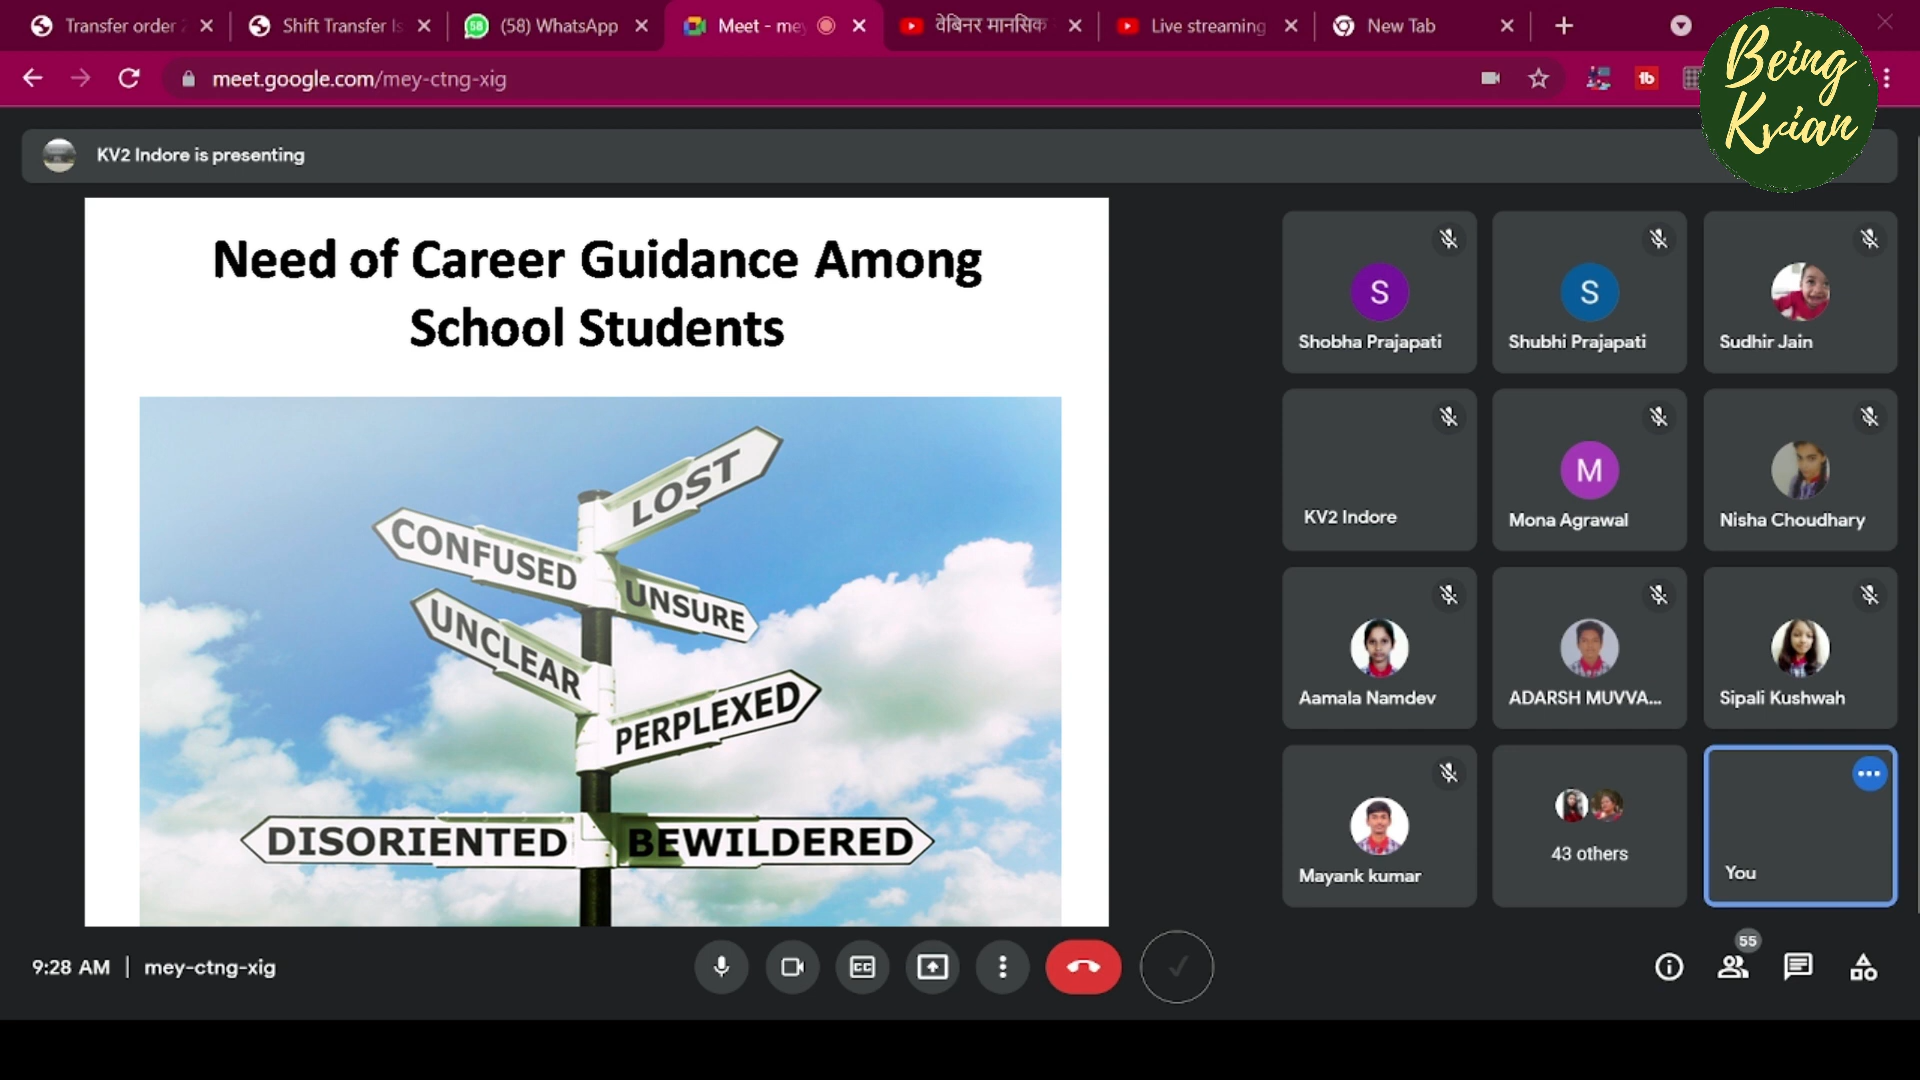 Transfer order
Shift Transfer Is
(58) WhatsApp
Meet - me
वेबिनर मानसिक
Live streaming
New Tab
meet.google.com/mey-ctng-xig
Being
Kvian
KV2 Indore is presenting
Need of Career Guidance Among
School Students
LOST
CONFUSED
UNSURE
UNCLEAR
PERPLEXED
DISORIENTED BEWILDERED
S
Shobha Prajapati
S
Shubhi Prajapati
Sudhir Jain
KV2 Indore
M
Mona Agrawal
Nisha Choudhary
Aamala Namdev
ADARSH MUVVA...
Sipali Kushwah
Mayank kumar
43 others
You
9:28 AM | mey-ctng-xig
CC
55